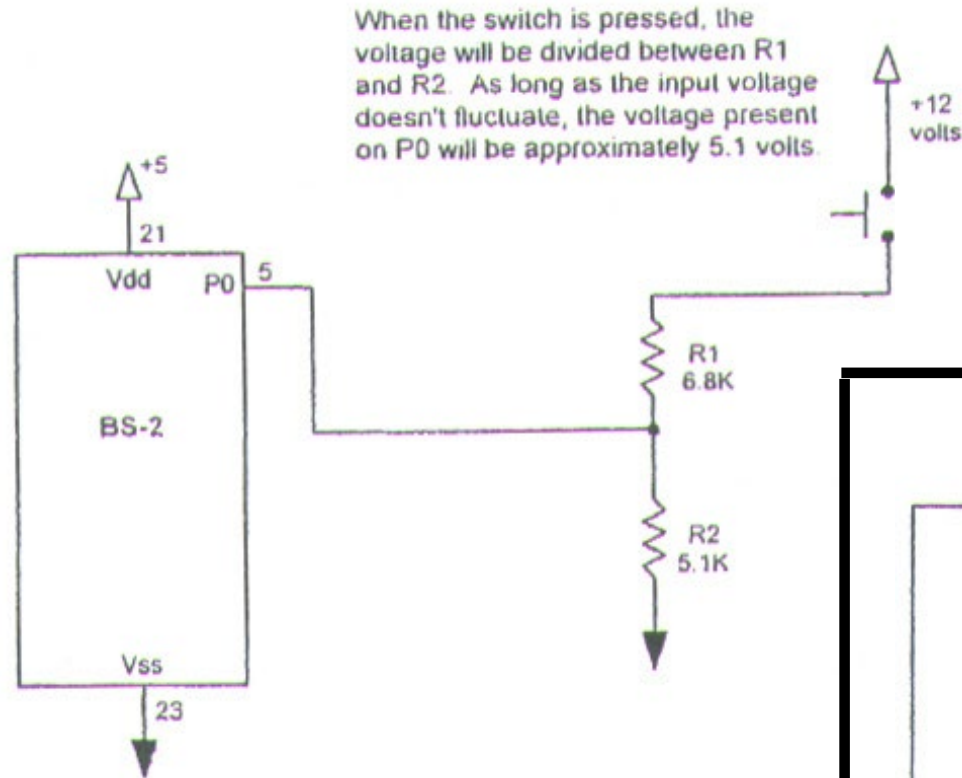 When the switch is pressed, the
voltage will be divided between R1
and R2. As long as the input voltage
doesn't fluctuate, the voltage present
on P0 will be approximately 5.1 volts.
+12
volts
+5
21
Vdd
P0
5
R1
6.8K
BS-2
R2
5.1K
Vss
23